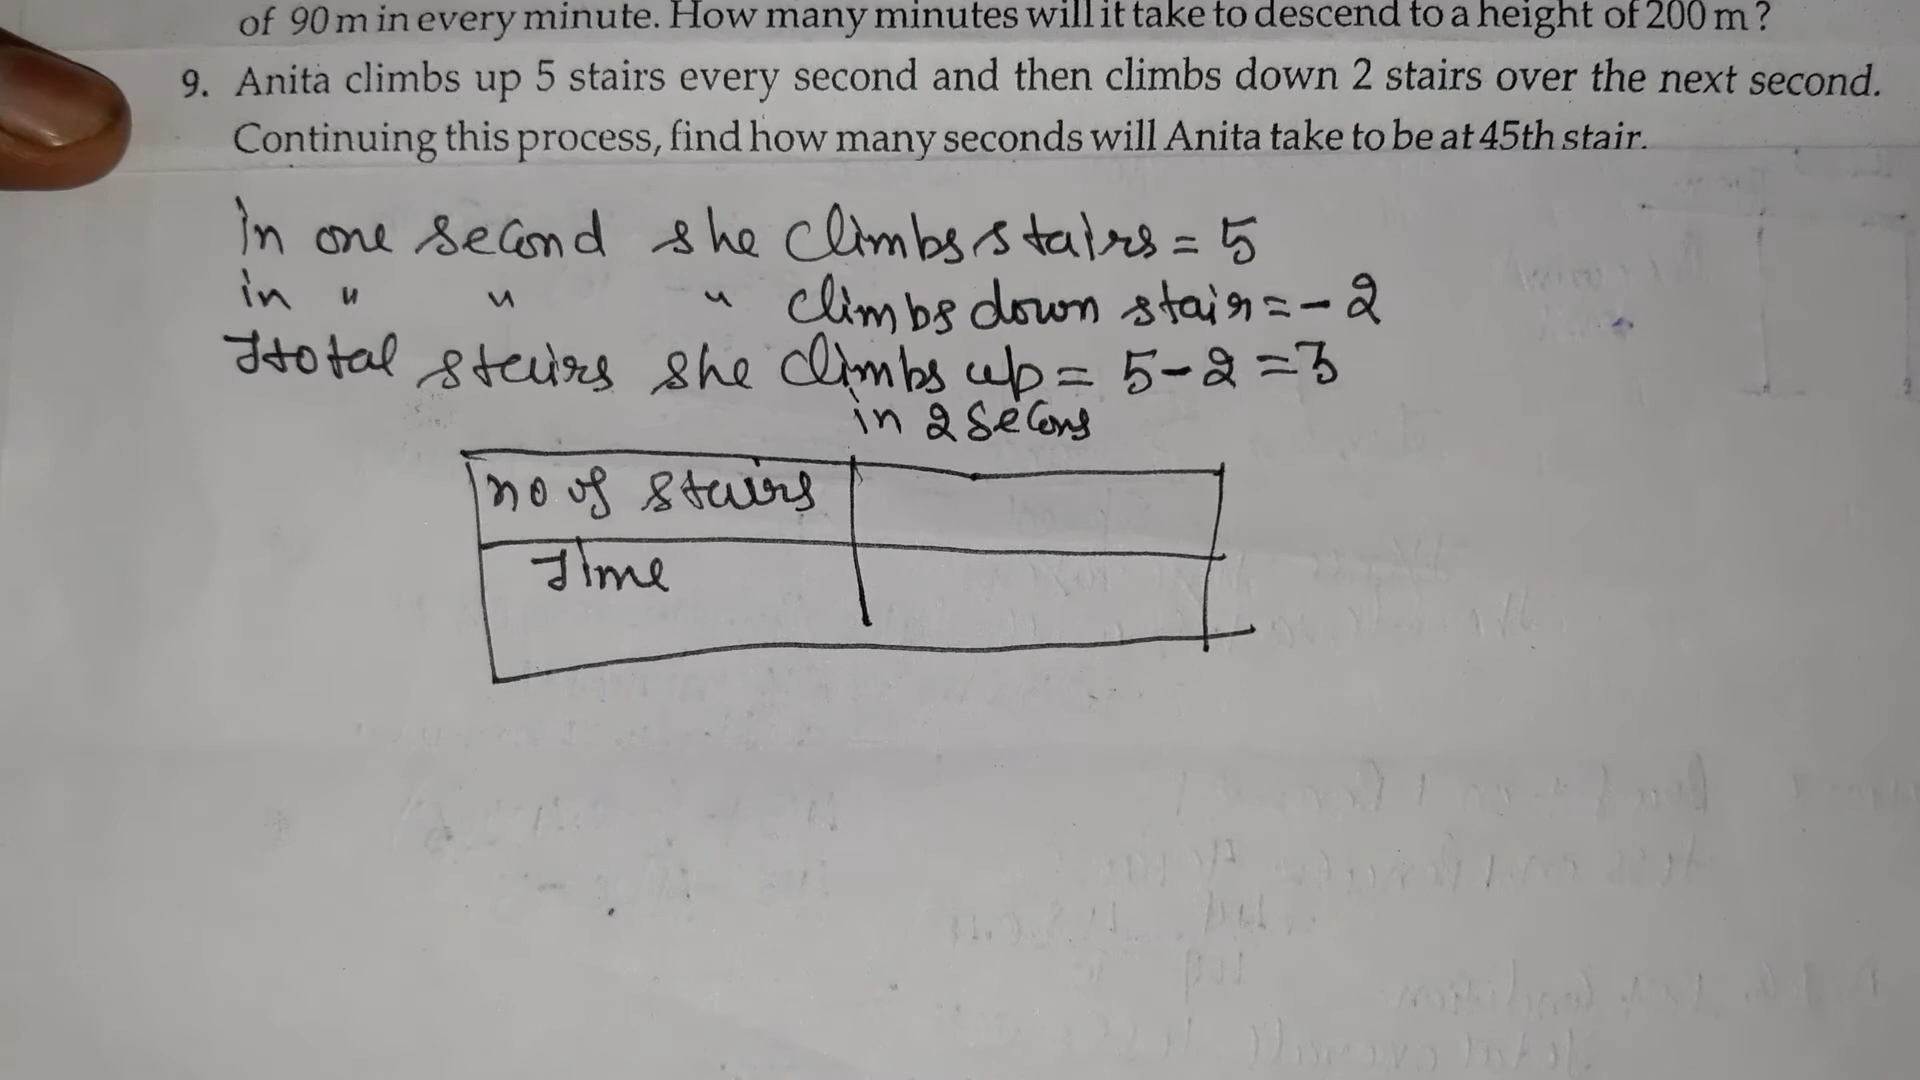 of 90 m in every minute. How many minutes will it take to descend to a height of 200 m?
9. Anita climbs up 5 stairs every second and then climbs down 2 stairs over the next second.
Continuing this process, find how many seconds will Anita take to be at 45th stair.
in one second she climbs stairs = 5
in " " " climbs down stair = - 2
Ttotal stairs she climbs up = 5 - 2 = 3
in 2 Secons
no of stairs
Time